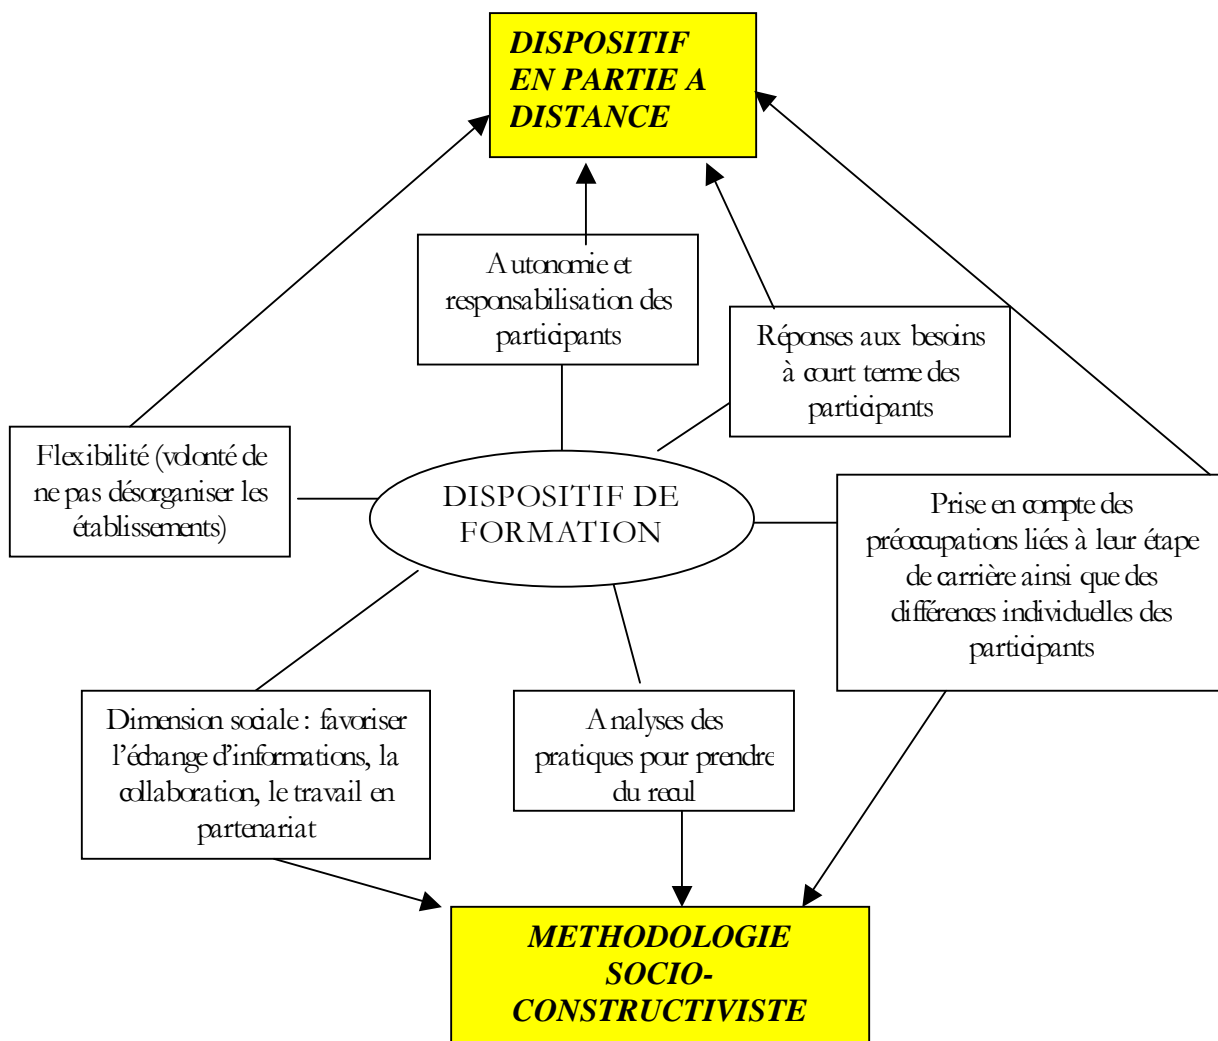 DISPOSITIF
EN PARTIE A
DISTANCE
Autonomie et
responsabilisation des
participants
Réponses aux besoins
à court terme des
participants
Flexibilité (volonté de
ne pas désorganiser les
établissements)
DISPOSITIF DE
FORMATION
Prise en compte des
préoccupations liées à leur étape
de carrière ainsi que des
différences individuelles des
participants
Dimension sociale : favoriser
l’échange d’informations, la
collaboration, le travail en
partenariat
Analyses des
pratiques pour prendre
du recul
METHODOLOGIE
SOCIO-
CONSTRUCTIVISTE